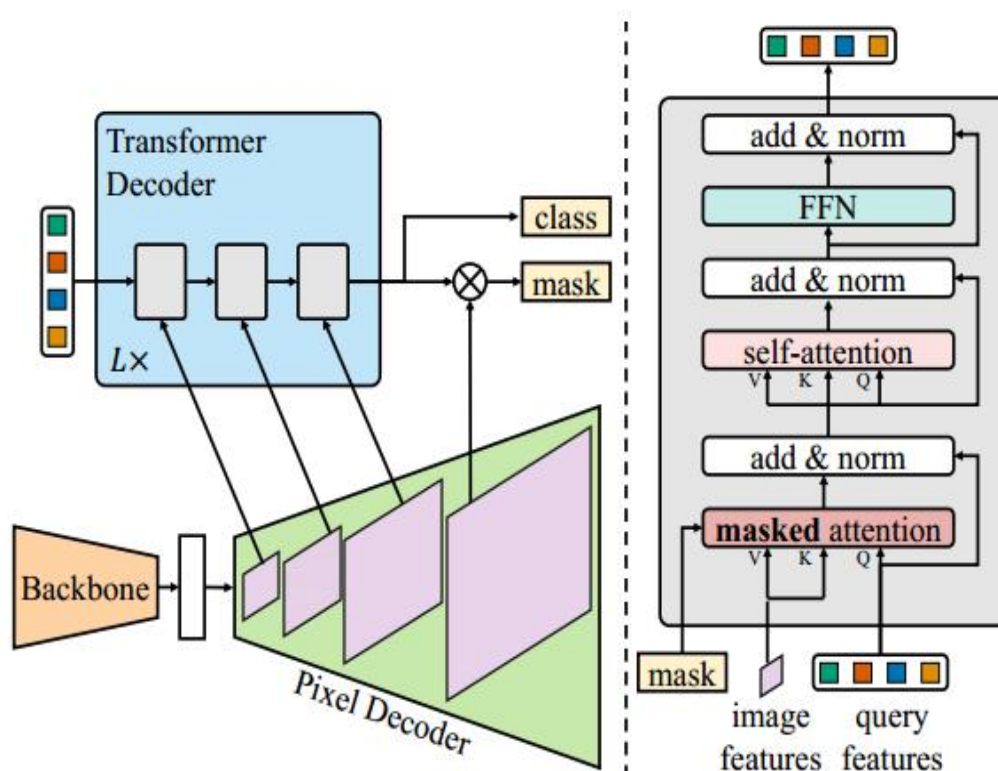 Transformer
Decoder
L×
class
mask
Backbone
Pixel Decoder
add & norm
FFN
add & norm
self-attention
V K Q
add & norm
masked attention
V K Q
mask
image
features
query
features